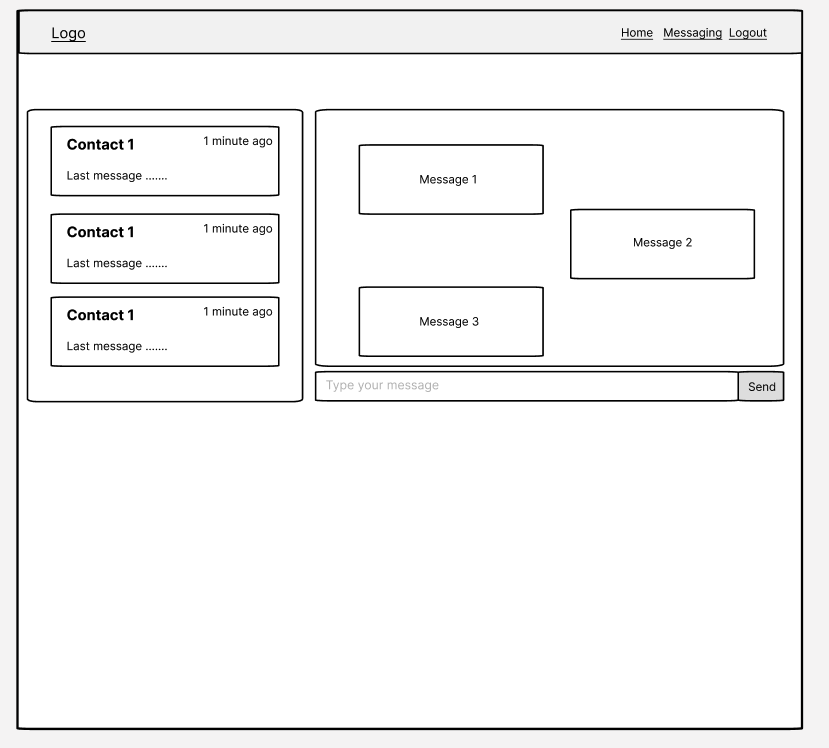 Logo
Home Messaging Logout
Contact 1 1 minute ago
Last message .......
Contact 1 1 minute ago
Last message .......
Contact 1 1 minute ago
Last message .......
Message 1
Message 2
Message 3
Type your message
Send